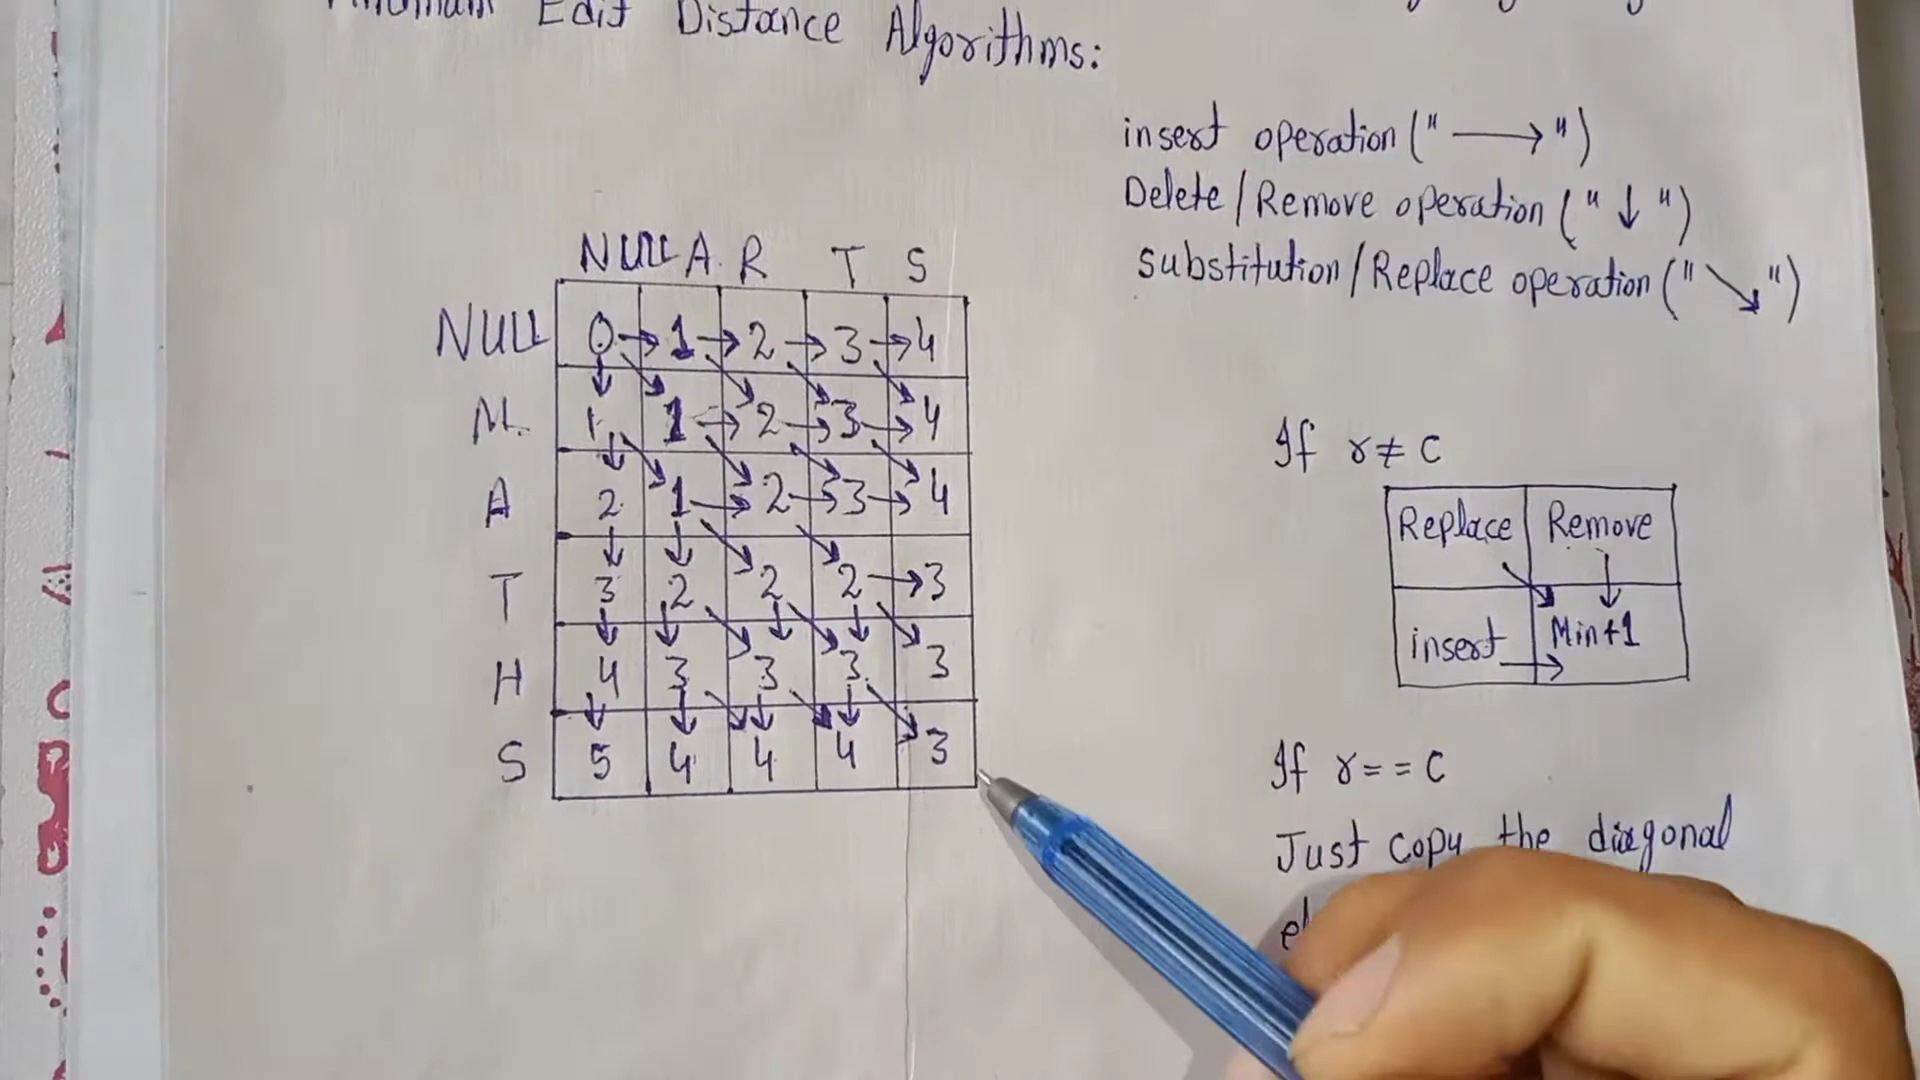 Edit Distance Algorithms:
insert operation ("⟶")
Delete/Remove operation ("↓")
substitution/Replace operation ("↘")
NULL A R T S
NULL 0→1→2→3→4
M 1 1→2→3→4
A 2 1→2→3→4
T 3 2 2 2→3
H 4 3 3 3 3
S 5 4 4 4 3
If r≠c
Replace Remove
insert Min+1
If r==c
Just copy the diagonal